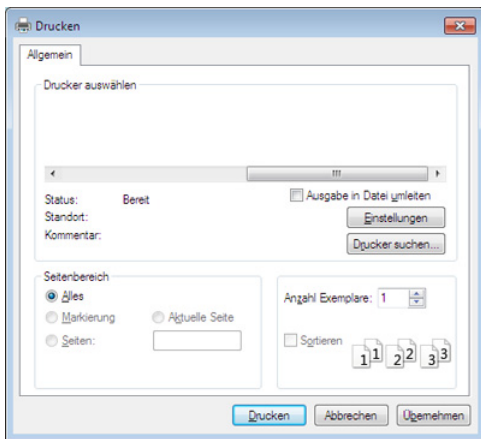 Drucken
Allgemein
Drucker auswählen
Status: Bereit
Ausgabe in Datei umleiten
Standort:
Einstellungen
Kommentar:
Drucker suchen...
Seitenbereich
Alles
Markierung
Aktuelle Seite
Seiten:
Anzahl Exemplare: 1
Sortieren
1 1 2 2 3 3
Drucken Abbrechen Übernehmen